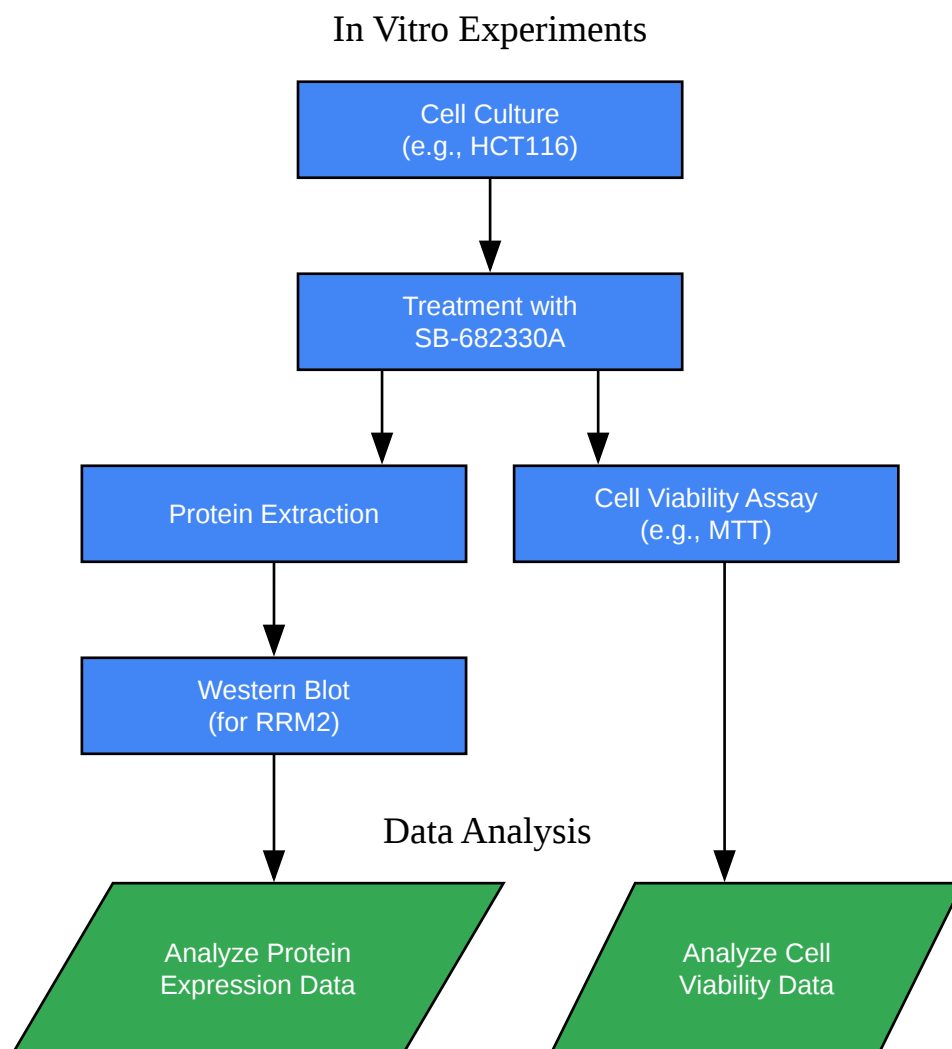 In Vitro Experiments
Cell Culture
(e.g., HCT116)
Treatment with
SB-682330A
Protein Extraction
Cell Viability Assay
(e.g., MTT)
Western Blot
(for RRM2)
Data Analysis
Analyze Protein
Expression Data
Analyze Cell
Viability Data